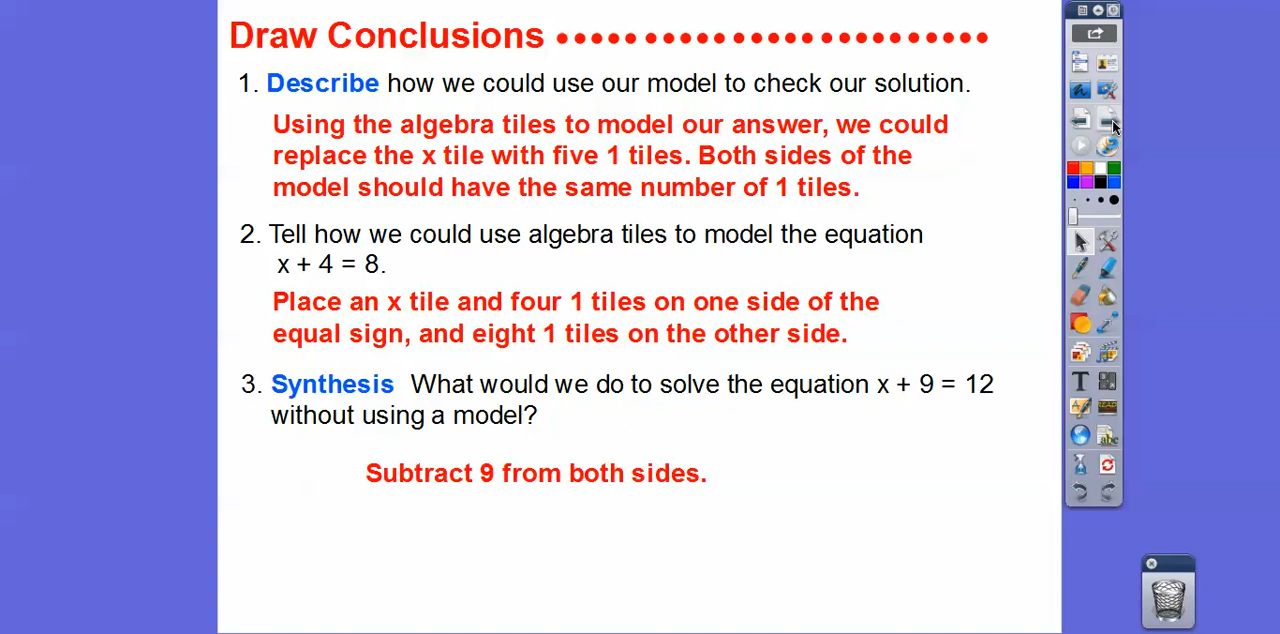 Draw Conclusions
1. Describe how we could use our model to check our solution.
Using the algebra tiles to model our answer, we could
replace the x tile with five 1 tiles. Both sides of the
model should have the same number of 1 tiles.
2. Tell how we could use algebra tiles to model the equation
x + 4 = 8.
Place an x tile and four 1 tiles on one side of the
equal sign, and eight 1 tiles on the other side.
3. Synthesis What would we do to solve the equation x + 9 = 12
without using a model?
Subtract 9 from both sides.